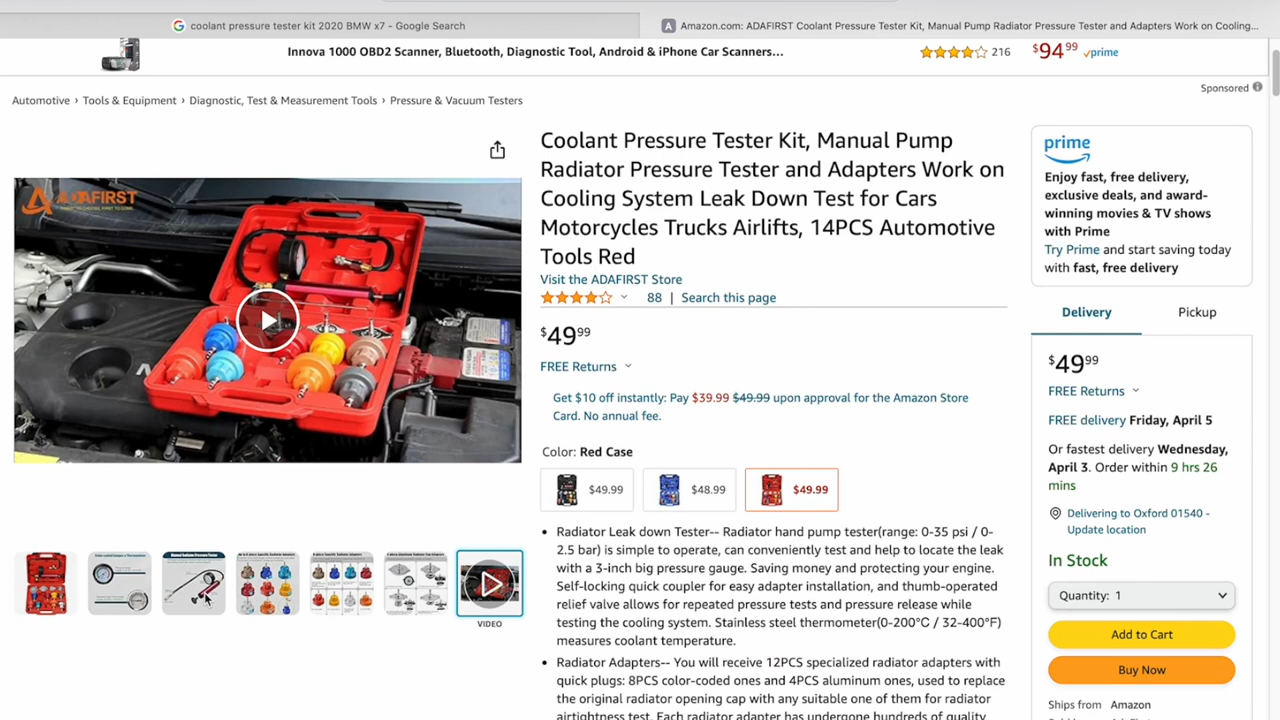 coolant pressure tester kit 2020 BMW x7 - Google Search
Amazon.com: ADAFIRST Coolant Pressure Tester Kit, Manual Pump Radiator Pressure Tester and Adapters Work on Cooling...
Innova 1000 OBD2 Scanner, Bluetooth, Diagnostic Tool, Android & iPhone Car Scanners...
216
$94.99
prime
Sponsored
Automotive › Tools & Equipment › Diagnostic, Test & Measurement Tools › Pressure & Vacuum Testers
ADAFIRST
Coolant Pressure Tester Kit, Manual Pump
Radiator Pressure Tester and Adapters Work on
Cooling System Leak Down Test for Cars
Motorcycles Trucks Airlifts, 14PCS Automotive
Tools Red
Visit the ADAFIRST Store
88 | Search this page
$49.99
FREE Returns
Get $10 off instantly: Pay $39.99 $49.99 upon approval for the Amazon Store
Card. No annual fee.
Color: Red Case
$49.99
$48.99
$49.99
• Radiator Leak down Tester-- Radiator hand pump tester(range: 0-35 psi / 0-
2.5 bar) is simple to operate, can conveniently test and help to locate the leak
with a 3-inch big pressure gauge. Saving money and protecting your engine.
Self-locking quick coupler for easy adapter installation, and thumb-operated
relief valve allows for repeated pressure tests and pressure release while
testing the cooling system. Stainless steel thermometer(0-200°C / 32-400°F)
measures coolant temperature.
• Radiator Adapters-- You will receive 12PCS specialized radiator adapters with
quick plugs: 8PCS color-coded ones and 4PCS aluminum ones, used to replace
the original radiator opening cap with any suitable one of them for radiator
airtightness test. Each radiator adapter has undergone hundreds of quality
VIDEO
prime
Enjoy fast, free delivery,
exclusive deals, and award-
winning movies & TV shows
with Prime
Try Prime and start saving today
with fast, free delivery
Delivery
Pickup
$49.99
FREE Returns
FREE delivery Friday, April 5
Or fastest delivery Wednesday,
April 3. Order within 9 hrs 26
mins
Delivering to Oxford 01540 -
Update location
In Stock
Quantity: 1
Add to Cart
Buy Now
Ships from Amazon